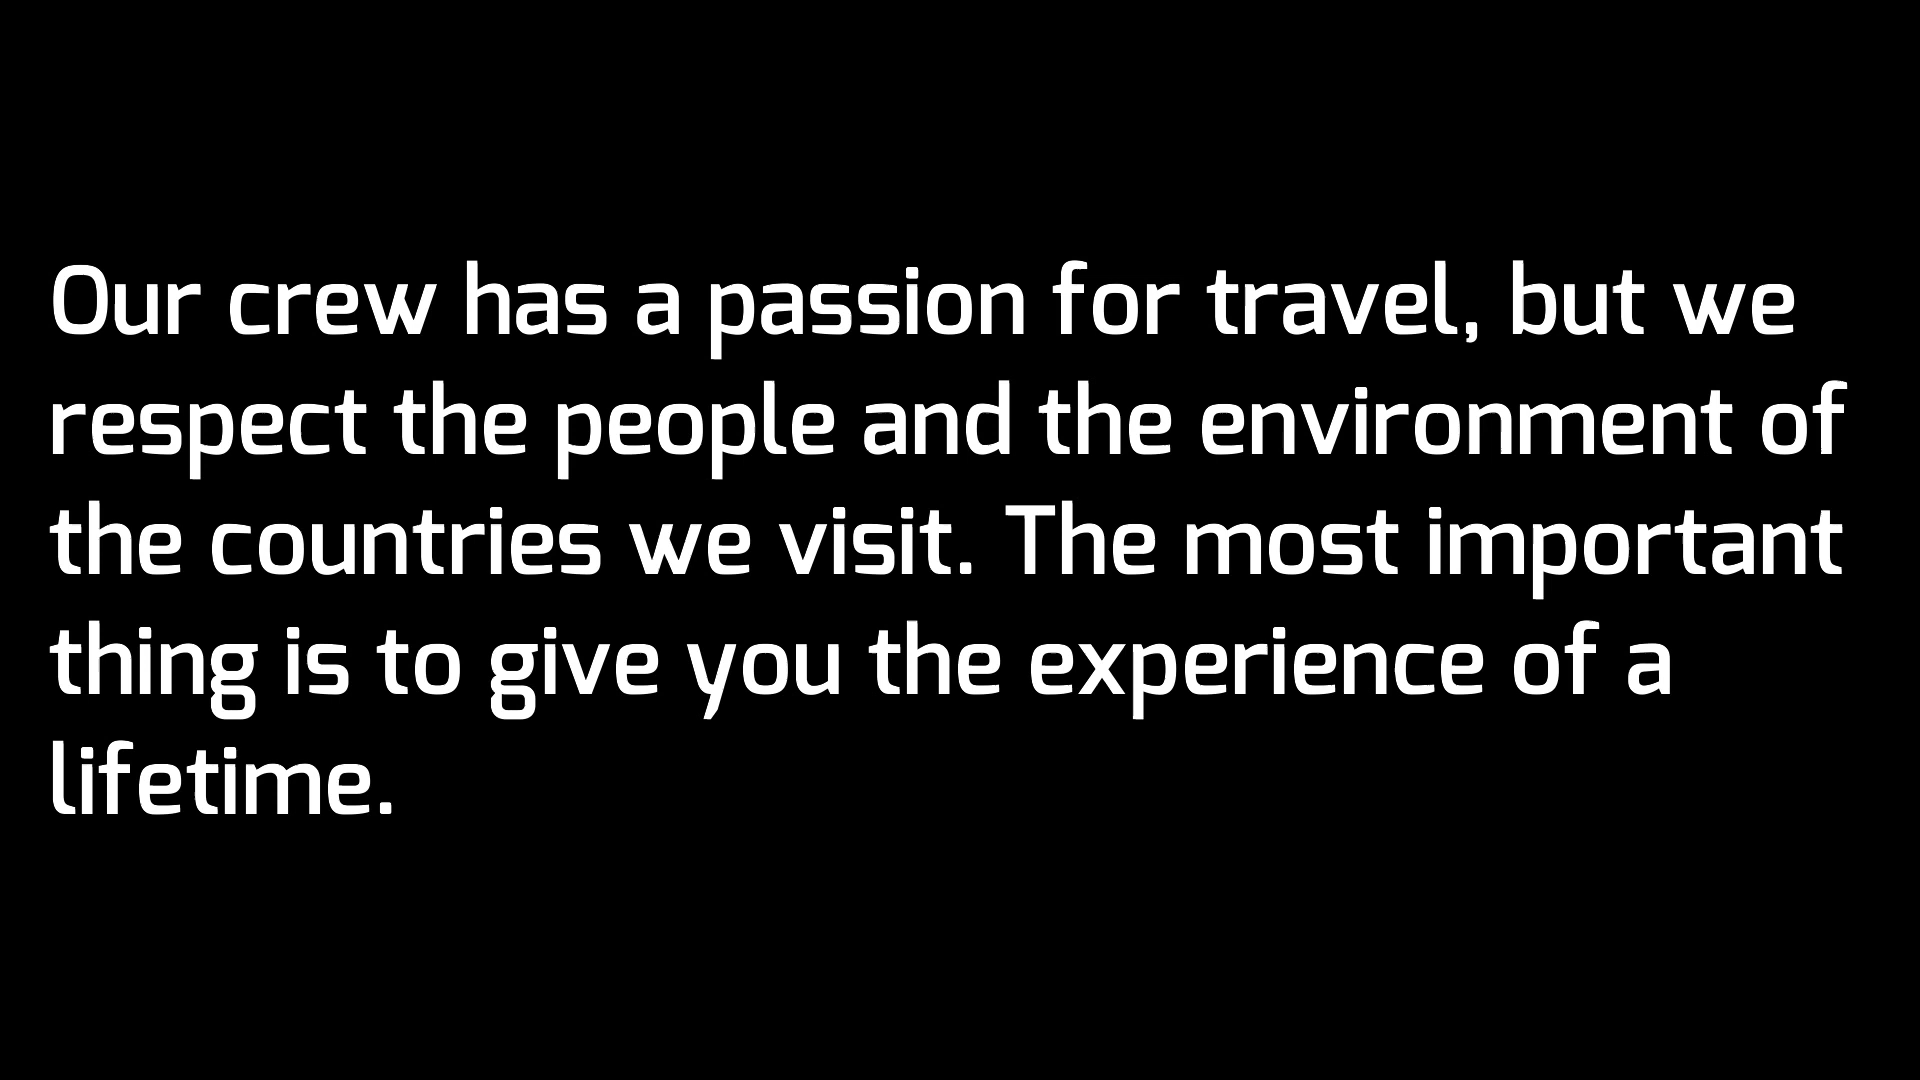 Our crew has a passion for travel, but we
respect the people and the environment of
the countries we visit. The most important
thing is to give you the experience of a
lifetime.